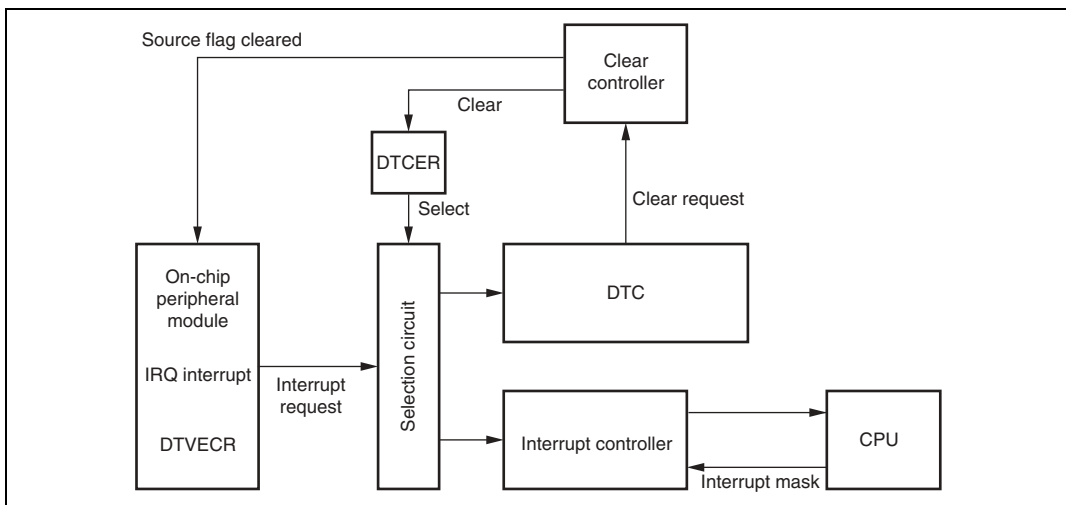 Source flag cleared
Clear
controller
Clear
DTCER
Select
Clear request
On-chip
peripheral
module
IRQ interrupt
DTVECR
Interrupt
request
Selection circuit
DTC
Interrupt controller
CPU
Interrupt mask